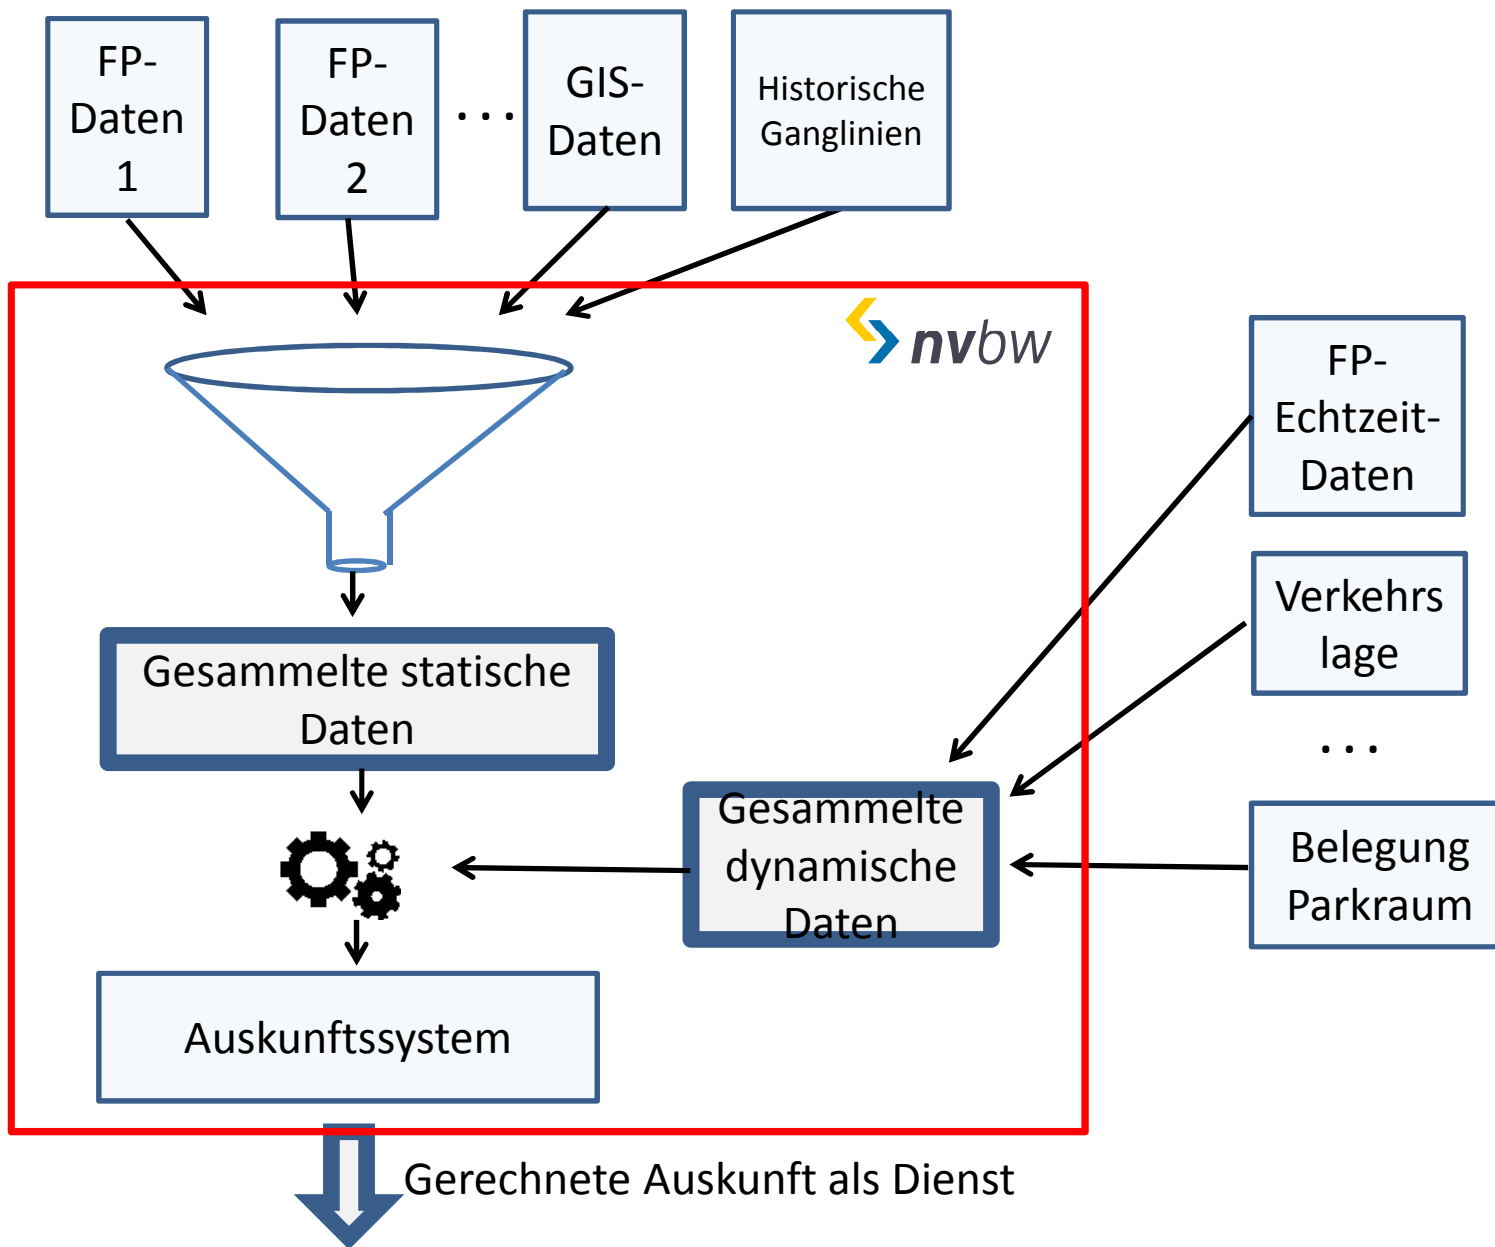 FP-
Daten
1
FP-
Daten
2
...
GIS-
Daten
Historische
Ganglinien
nvbw
FP-
Echtzeit-
Daten
Verkehrs
lage
...
Belegung
Parkraum
Gesammelte statische
Daten
Gesammelte
dynamische
Daten
Auskunftssystem
Gerechnete Auskunft als Dienst